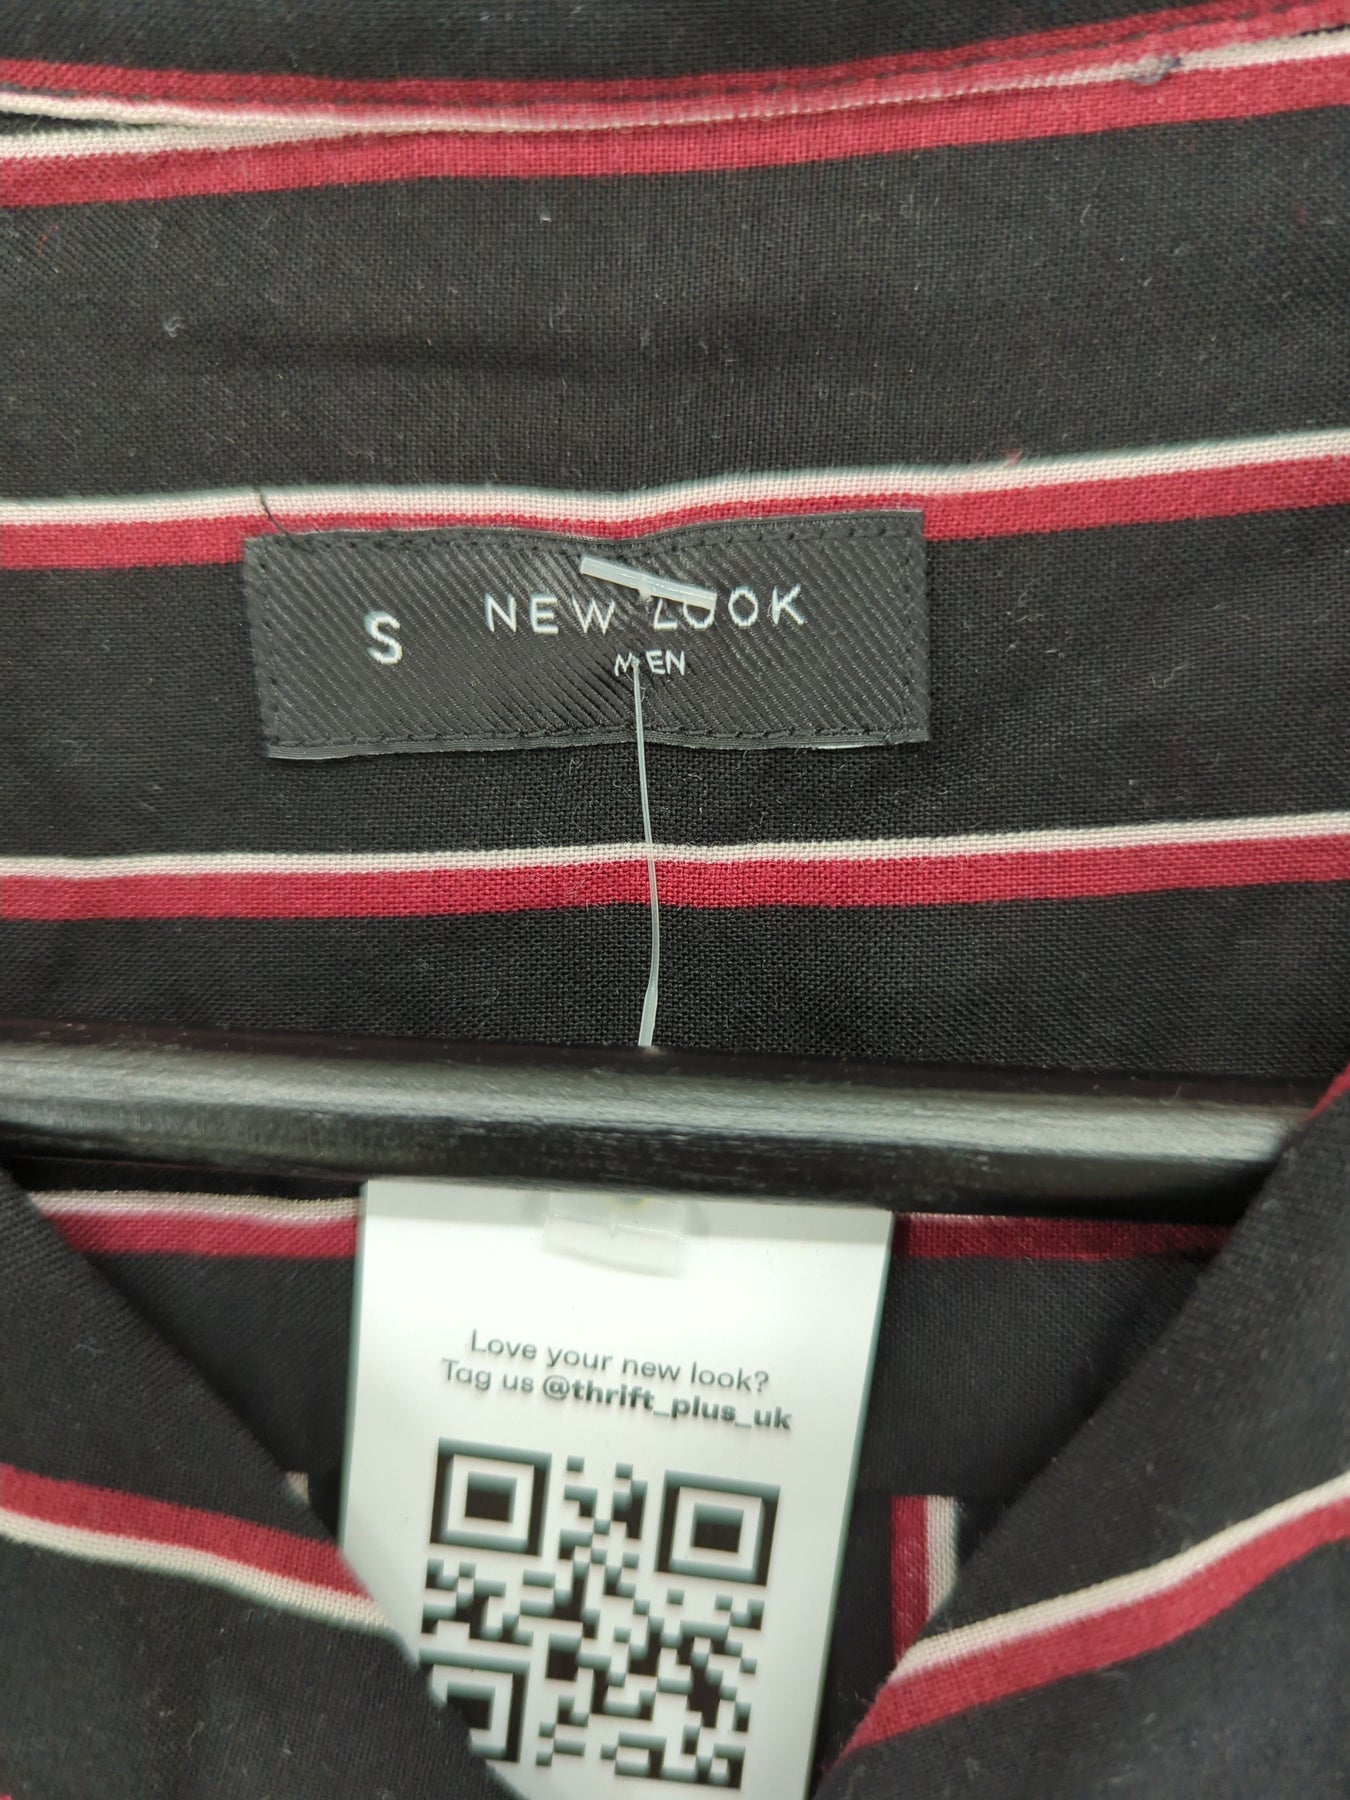 S NEW LOOK
MEN
Love your new look?
Tag us @thrift_plus_uk